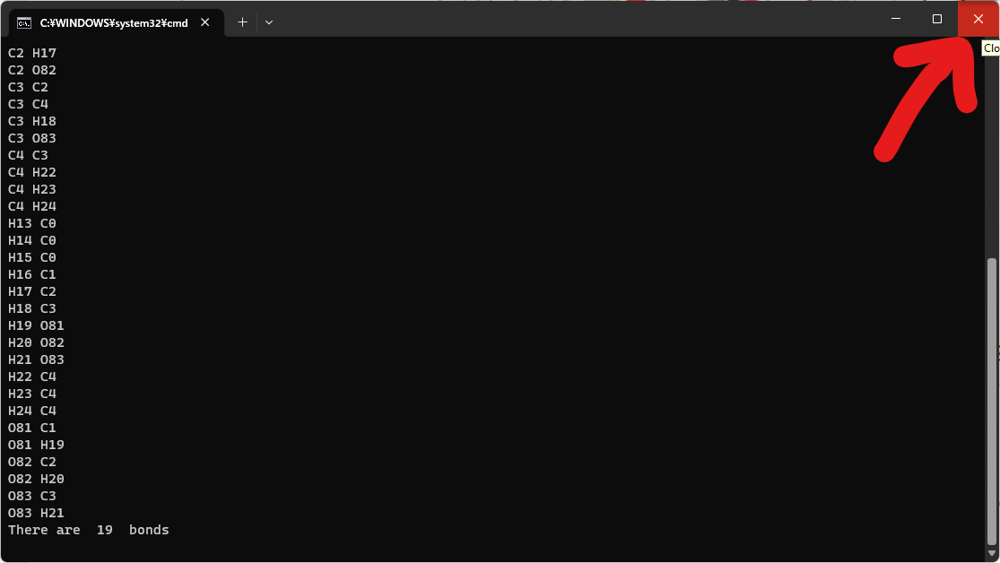 C:¥WINDOWS¥system32¥cmd
Clo
C2 H17
C2 O82
C3 C2
C3 C4
C3 H18
C3 O83
C4 C3
C4 H22
C4 H23
C4 H24
H13 C0
H14 C0
H15 C0
H16 C1
H17 C2
H18 C3
H19 O81
H20 O82
H21 O83
H22 C4
H23 C4
H24 C4
O81 C1
O81 H19
O82 C2
O82 H20
O83 C3
O83 H21
There are  19  bonds